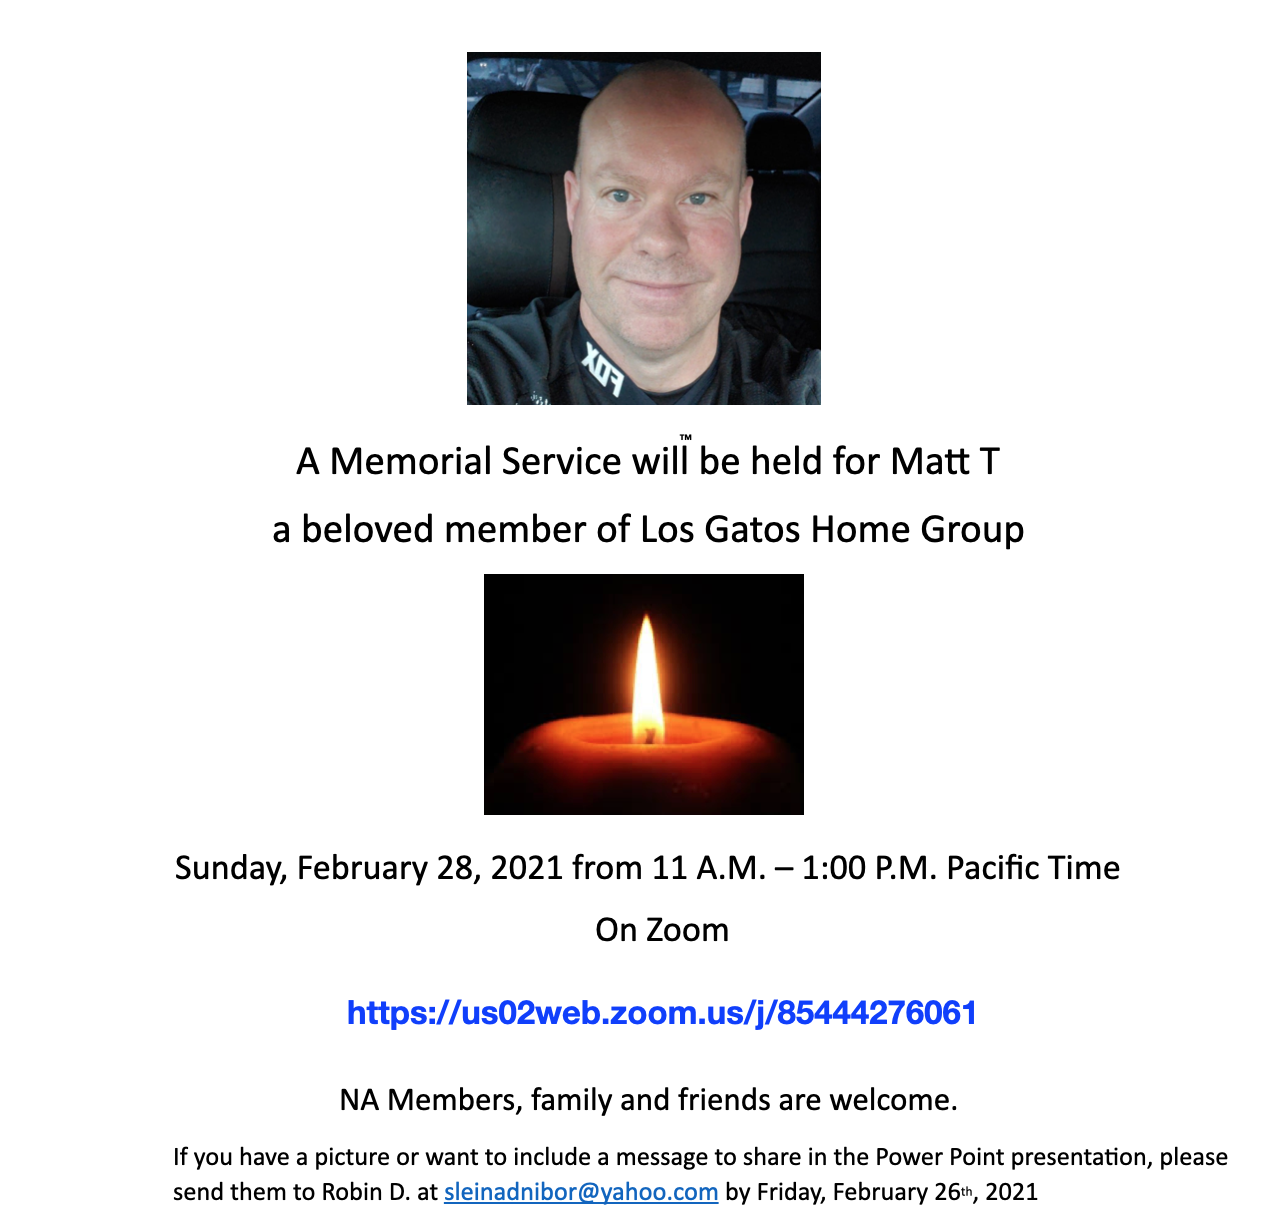 FOX
A Memorial Service will™ be held for Matt T
a beloved member of Los Gatos Home Group
Sunday, February 28, 2021 from 11 A.M. – 1:00 P.M. Pacific Time
On Zoom
https://us02web.zoom.us/j/85444276061
NA Members, family and friends are welcome.
If you have a picture or want to include a message to share in the Power Point presentation, please
send them to Robin D. at sleinadnibor@yahoo.com by Friday, February 26th, 2021